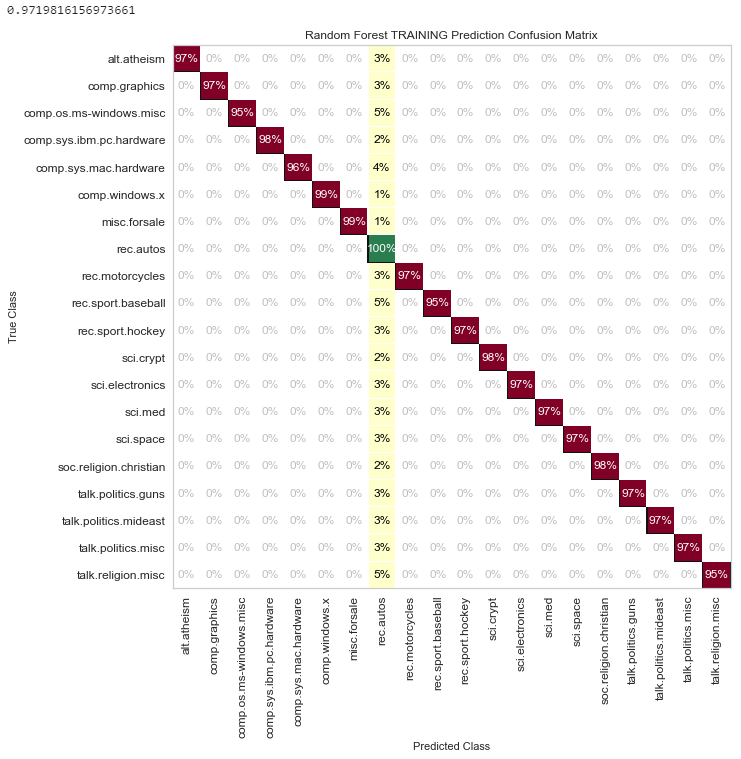 0.9719816156973661
Random Forest TRAINING Prediction Confusion Matrix
alt.atheism 97% 0% 0% 0% 0% 0% 0% 3% 0% 0% 0% 0% 0% 0% 0% 0% 0% 0% 0% 0%
comp.graphics 0% 97% 0% 0% 0% 0% 0% 3% 0% 0% 0% 0% 0% 0% 0% 0% 0% 0% 0% 0%
comp.os.ms-windows.misc 0% 0% 95% 0% 0% 0% 0% 5% 0% 0% 0% 0% 0% 0% 0% 0% 0% 0% 0% 0%
comp.sys.ibm.pc.hardware 0% 0% 0% 98% 0% 0% 0% 2% 0% 0% 0% 0% 0% 0% 0% 0% 0% 0% 0% 0%
comp.sys.mac.hardware 0% 0% 0% 0% 96% 0% 0% 4% 0% 0% 0% 0% 0% 0% 0% 0% 0% 0% 0% 0%
comp.windows.x 0% 0% 0% 0% 0% 99% 0% 1% 0% 0% 0% 0% 0% 0% 0% 0% 0% 0% 0% 0%
misc.forsale 0% 0% 0% 0% 0% 0% 99% 1% 0% 0% 0% 0% 0% 0% 0% 0% 0% 0% 0% 0%
rec.autos 0% 0% 0% 0% 0% 0% 0% 100% 0% 0% 0% 0% 0% 0% 0% 0% 0% 0% 0% 0%
rec.motorcycles 0% 0% 0% 0% 0% 0% 0% 3% 97% 0% 0% 0% 0% 0% 0% 0% 0% 0% 0% 0%
rec.sport.baseball 0% 0% 0% 0% 0% 0% 0% 5% 0% 95% 0% 0% 0% 0% 0% 0% 0% 0% 0% 0%
rec.sport.hockey 0% 0% 0% 0% 0% 0% 0% 3% 0% 0% 97% 0% 0% 0% 0% 0% 0% 0% 0% 0%
sci.crypt 0% 0% 0% 0% 0% 0% 0% 2% 0% 0% 0% 98% 0% 0% 0% 0% 0% 0% 0% 0%
sci.electronics 0% 0% 0% 0% 0% 0% 0% 3% 0% 0% 0% 0% 97% 0% 0% 0% 0% 0% 0% 0%
sci.med 0% 0% 0% 0% 0% 0% 0% 3% 0% 0% 0% 0% 0% 97% 0% 0% 0% 0% 0% 0%
sci.space 0% 0% 0% 0% 0% 0% 0% 3% 0% 0% 0% 0% 0% 0% 97% 0% 0% 0% 0% 0%
soc.religion.christian 0% 0% 0% 0% 0% 0% 0% 2% 0% 0% 0% 0% 0% 0% 0% 98% 0% 0% 0% 0%
talk.politics.guns 0% 0% 0% 0% 0% 0% 0% 3% 0% 0% 0% 0% 0% 0% 0% 0% 97% 0% 0% 0%
talk.politics.mideast 0% 0% 0% 0% 0% 0% 0% 3% 0% 0% 0% 0% 0% 0% 0% 0% 0% 97% 0% 0%
talk.politics.misc 0% 0% 0% 0% 0% 0% 0% 3% 0% 0% 0% 0% 0% 0% 0% 0% 0% 0% 97% 0%
talk.religion.misc 0% 0% 0% 0% 0% 0% 0% 5% 0% 0% 0% 0% 0% 0% 0% 0% 0% 0% 0% 95%
True Class
alt.atheism
comp.graphics
comp.os.ms-windows.misc
comp.sys.ibm.pc.hardware
comp.sys.mac.hardware
comp.windows.x
misc.forsale
rec.autos
rec.motorcycles
rec.sport.baseball
rec.sport.hockey
sci.crypt
sci.electronics
sci.med
sci.space
soc.religion.christian
talk.politics.guns
talk.politics.mideast
talk.politics.misc
talk.religion.misc
Predicted Class